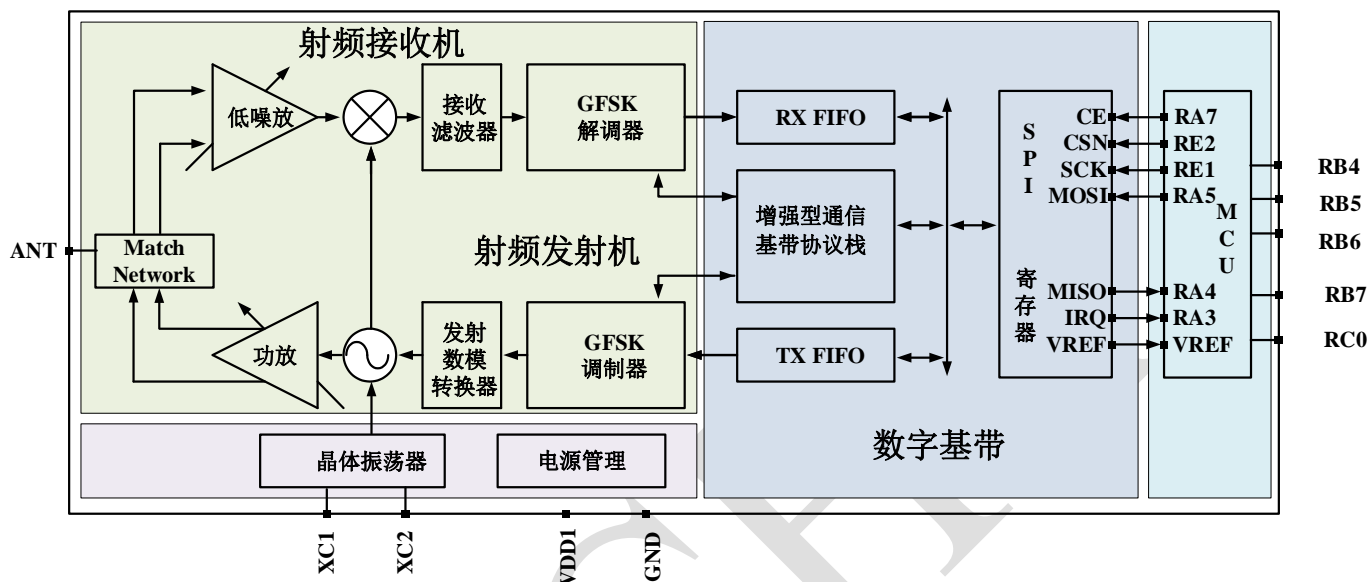 射频接收机
低噪放
接收
滤波器
GFSK
解调器
RX FIFO
S
P
I
寄
存
器
CE
CSN
SCK
MOSI
MISO
IRQ
VREF
RA7
RE2
RE1
RA5
RA4
RA3
VREF
M
C
U
RB4
RB5
RB6
RB7
RC0
增强型通信
基带协议栈
ANT
Match
Network
射频发射机
功放
发射
数模
转换器
GFSK
调制器
TX FIFO
数字基带
晶体振荡器
电源管理
XC1
XC2
VDD1
GND